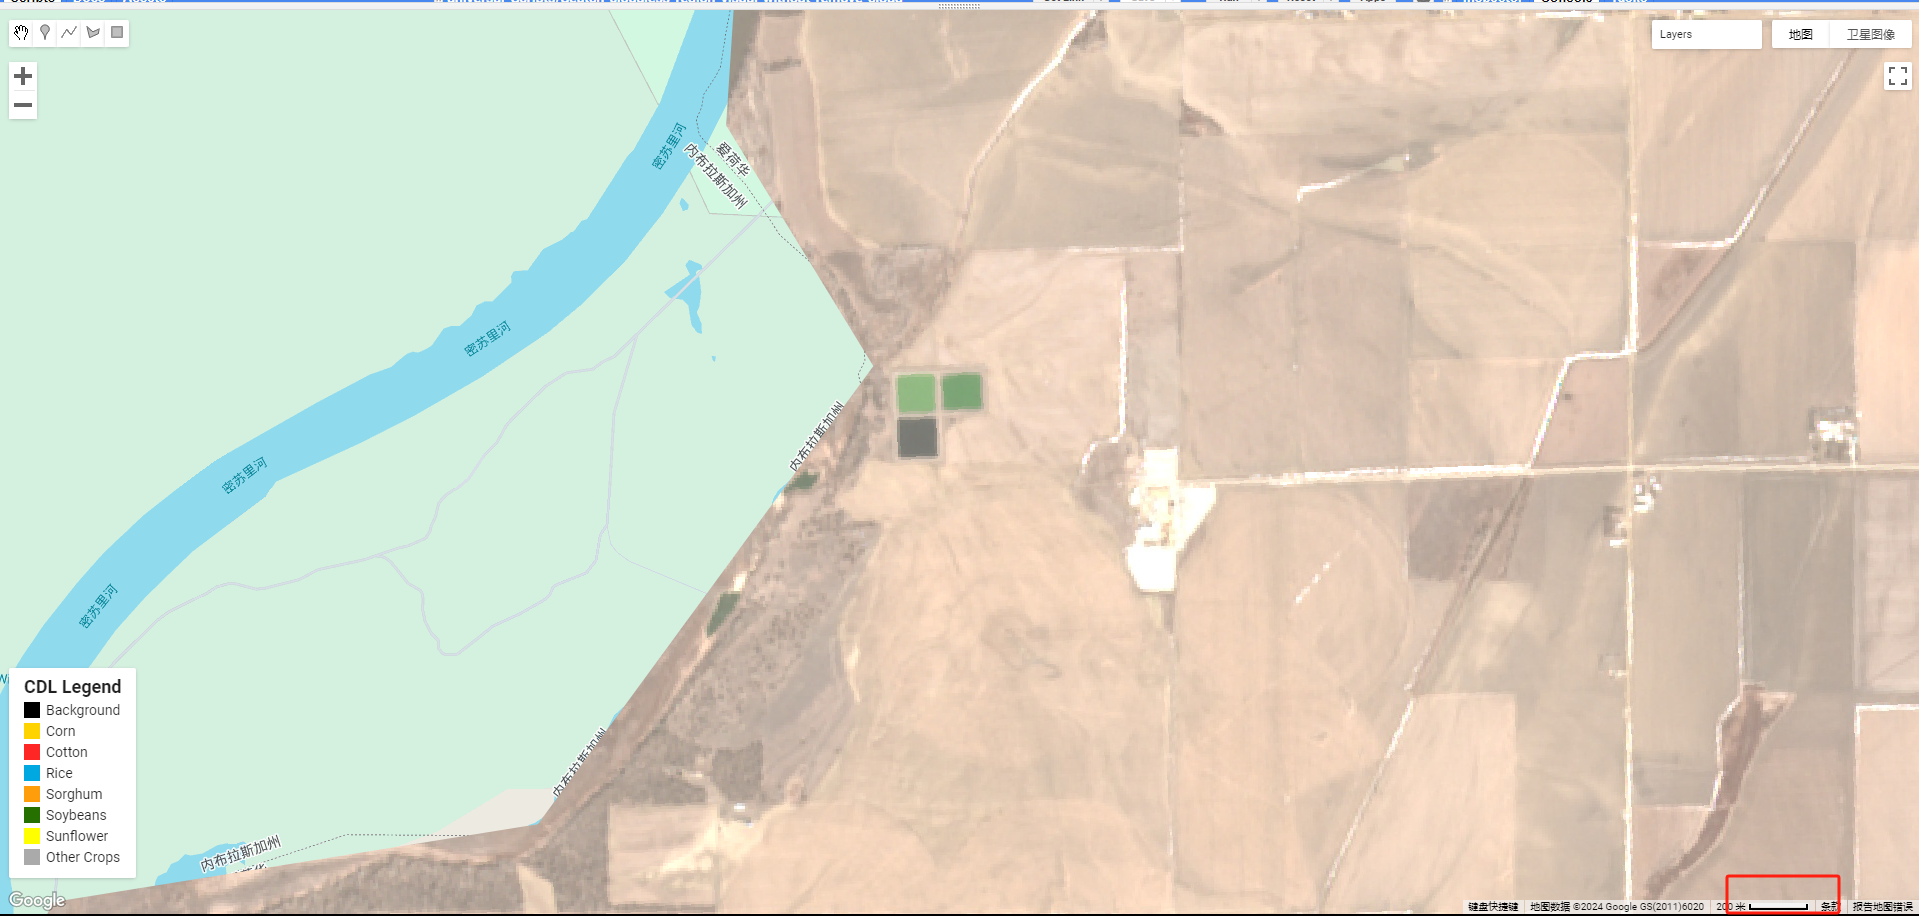 Layers
地图
卫星图像
密苏里河
爱荷华
内布拉斯加州
密苏里河
内布拉斯加州
密苏里河
密苏里河
内布拉斯加州
内布拉斯加州
CDL Legend
Background
Corn
Cotton
Rice
Sorghum
Soybeans
Sunflower
Other Crops
Google
键盘快捷键
地图数据 ©2024 Google GS(2011)6020
200 米
条款
报告地图错误